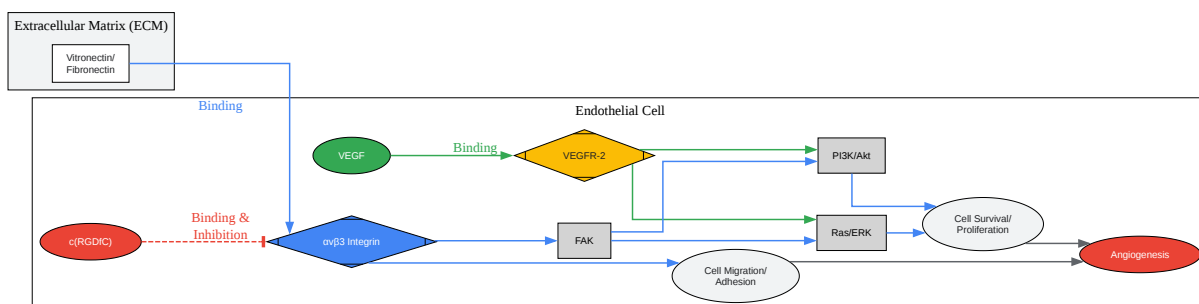 Extracellular Matrix (ECM)
Vitronectin/
Fibronectin
Binding
Endothelial Cell
VEGF
Binding
VEGFR-2
PI3K/Akt
c(RGDfC)
Binding &
Inhibition
αvβ3 Integrin
FAK
Ras/ERK
Cell Survival/
Proliferation
Cell Migration/
Adhesion
Angiogenesis